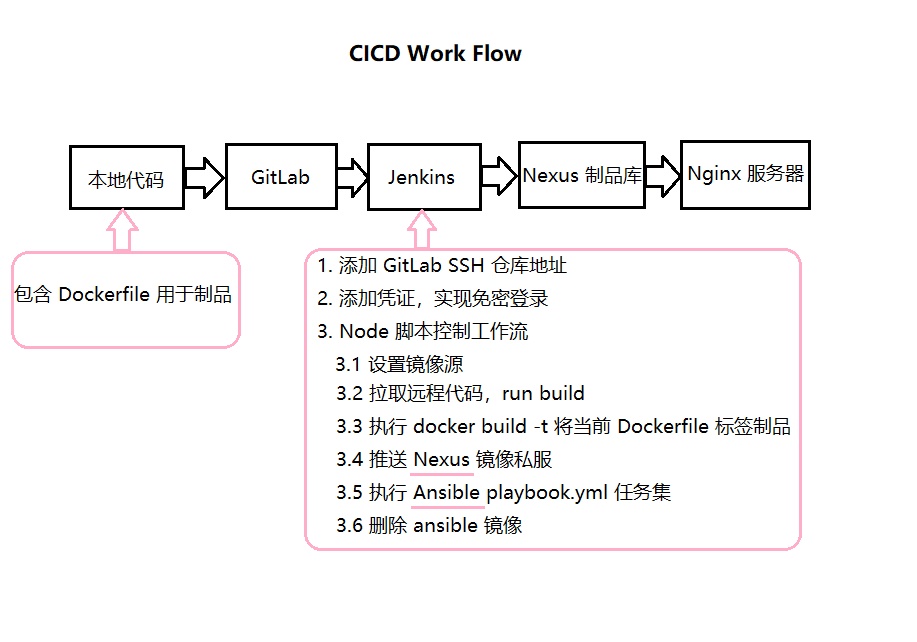 CICD Work Flow
本地代码
GitLab
Jenkins
Nexus 制品库
Nginx 服务器
包含 Dockerfile 用于制品
1. 添加 GitLab SSH 仓库地址
2. 添加凭证，实现免密登录
3. Node 脚本控制工作流
3.1 设置镜像源
3.2 拉取远程代码，run build
3.3 执行 docker build -t 将当前 Dockerfile 标签制品
3.4 推送 Nexus 镜像私服
3.5 执行 Ansible playbook.yml 任务集
3.6 删除 ansible 镜像